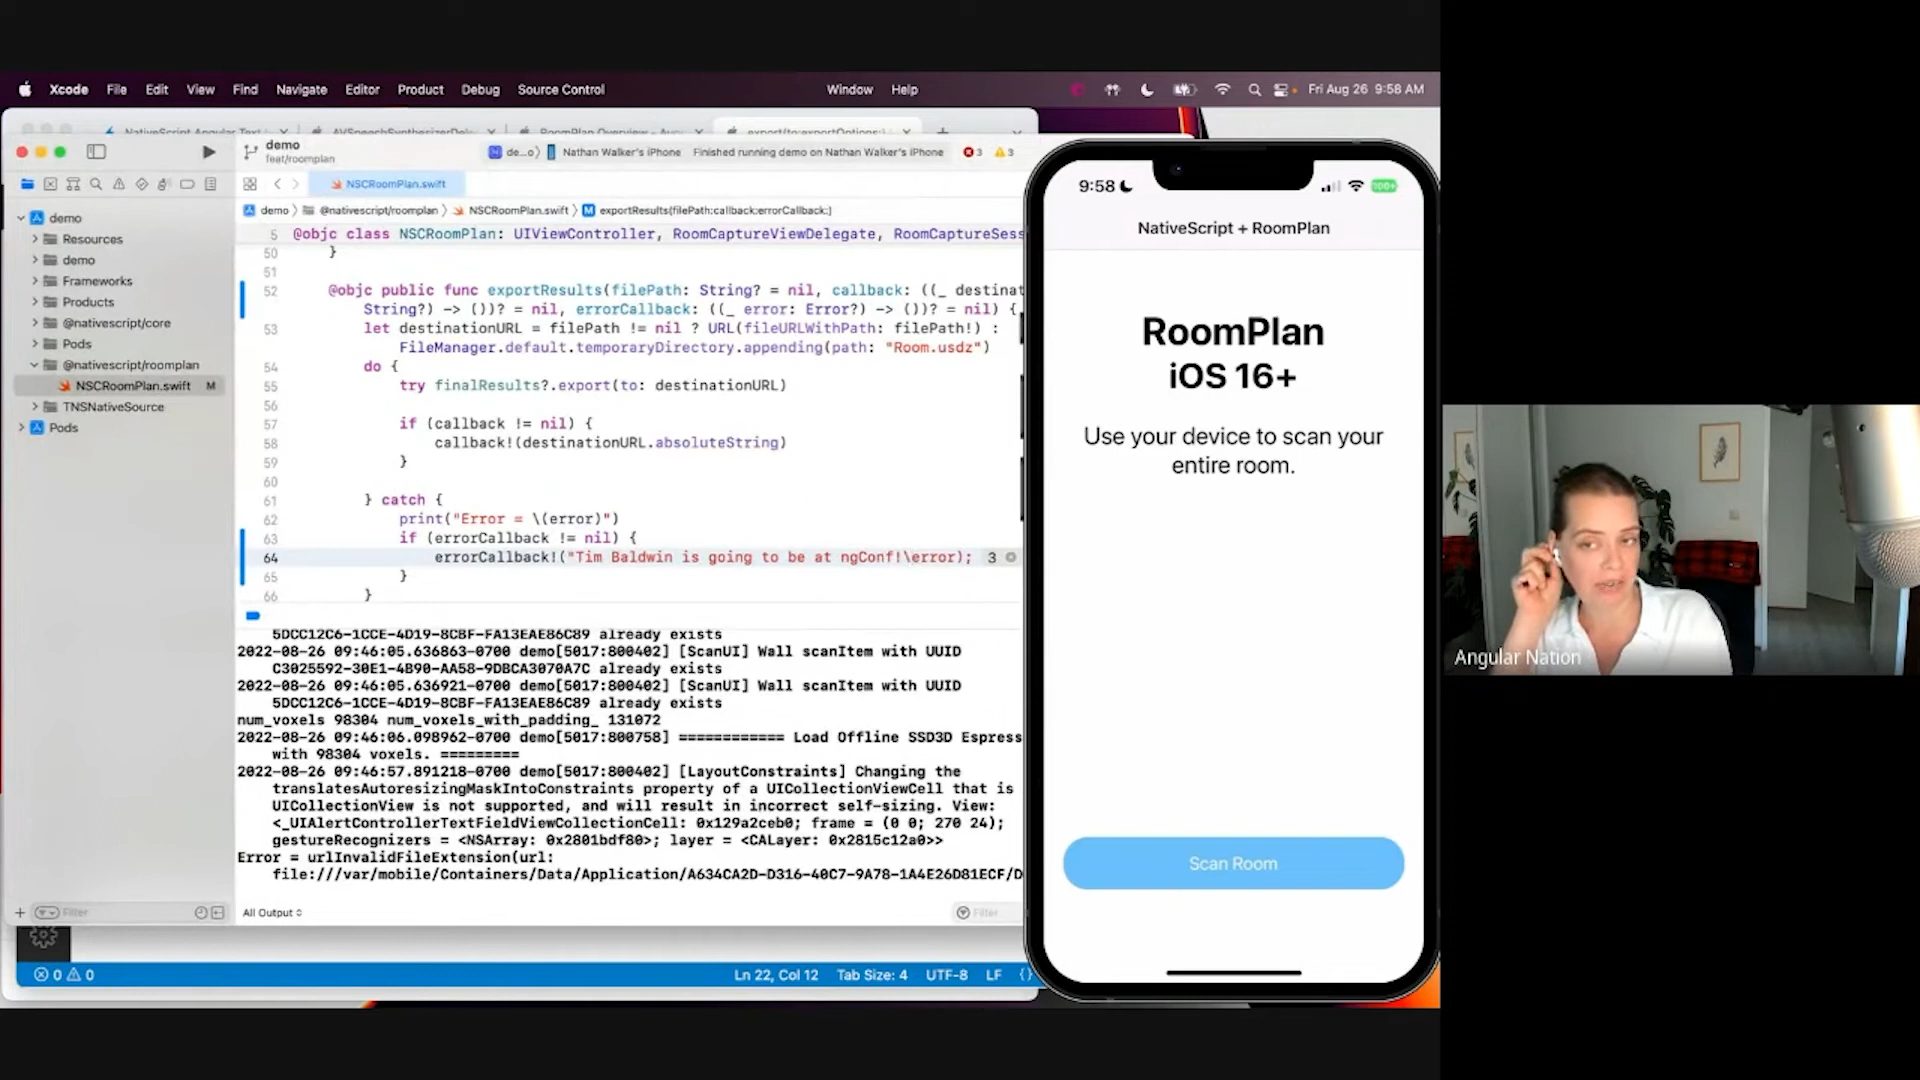 Xcode File Edit View Find Navigate Editor Product Debug Source Control Window Help Fri Aug 26 9:58 AM
NativeScript Angular Text RoomPlan Overview export(to:exportOptions:)
demo
feat/roomplan
de...o Nathan Walker's iPhone Finished running demo on Nathan Walker's iPhone 3 3
NSCRoomPlan.swift
demo @nativescript/roomplan NSCRoomPlan.swift M exportResults(filePath:callback:errorCallback:)
demo
Resources
demo
Frameworks
Products
@nativescript/core
Pods
@nativescript/roomplan
NSCRoomPlan.swift M
TNSNativeSource
Pods
Filter
5 @objc class NSCRoomPlan: UIViewController, RoomCaptureViewDelegate, RoomCaptureSess
50 }
51
52 @objc public func exportResults(filePath: String? = nil, callback: ((_ destinat
String?) -> ())? = nil, errorCallback: ((_ error: Error?) -> ())? = nil) {
53 let destinationURL = filePath != nil ? URL(fileURLWithPath: filePath!) :
FileManager.default.temporaryDirectory.appending(path: "Room.usdz")
54 do {
55 try finalResults?.export(to: destinationURL)
56
57 if (callback != nil) {
58 callback!(destinationURL.absoluteString)
59 }
60
61 } catch {
62 print("Error = \(error)")
63 if (errorCallback != nil) {
64 errorCallback!("Tim Baldwin is going to be at ngConf!\error); 3
65 }
66 }
5DCC12C6-1CCE-4D19-8CBF-FA13EAE86C89 already exists
2022-08-26 09:46:05.636863-0700 demo[5017:800402] [ScanUI] Wall scanItem with UUID
C3025592-30E1-4B90-AA58-9DBCA3070A7C already exists
2022-08-26 09:46:05.636921-0700 demo[5017:800402] [ScanUI] Wall scanItem with UUID
5DCC12C6-1CCE-4D19-8CBF-FA13EAE86C89 already exists
num_voxels 98304 num_voxels_with_padding_ 131072
2022-08-26 09:46:06.098962-0700 demo[5017:800758] ============ Load Offline SSD3D Espress
with 98304 voxels. =========
2022-08-26 09:46:57.891218-0700 demo[5017:800402] [LayoutConstraints] Changing the
translatesAutoresizingMaskIntoConstraints property of a UICollectionViewCell that is
UICollectionView is not supported, and will result in incorrect self-sizing. View:
<_UIAlertControllerTextFieldViewCollectionCell: 0x129a2ceb0; frame = (0 0; 270 24);
gestureRecognizers = <NSArray: 0x2801bdf80>; layer = <CALayer: 0x2815c12a0>>
Error = urlInvalidFileExtension(url:
file:///var/mobile/Containers/Data/Application/A634CA2D-D316-40C7-9A78-1A4E26D81ECF/D
All Output Filter
0 0 Ln 22, Col 12 Tab Size: 4 UTF-8 LF {}
9:58
NativeScript + RoomPlan
RoomPlan
iOS 16+
Use your device to scan your
entire room.
Scan Room
Angular Nation